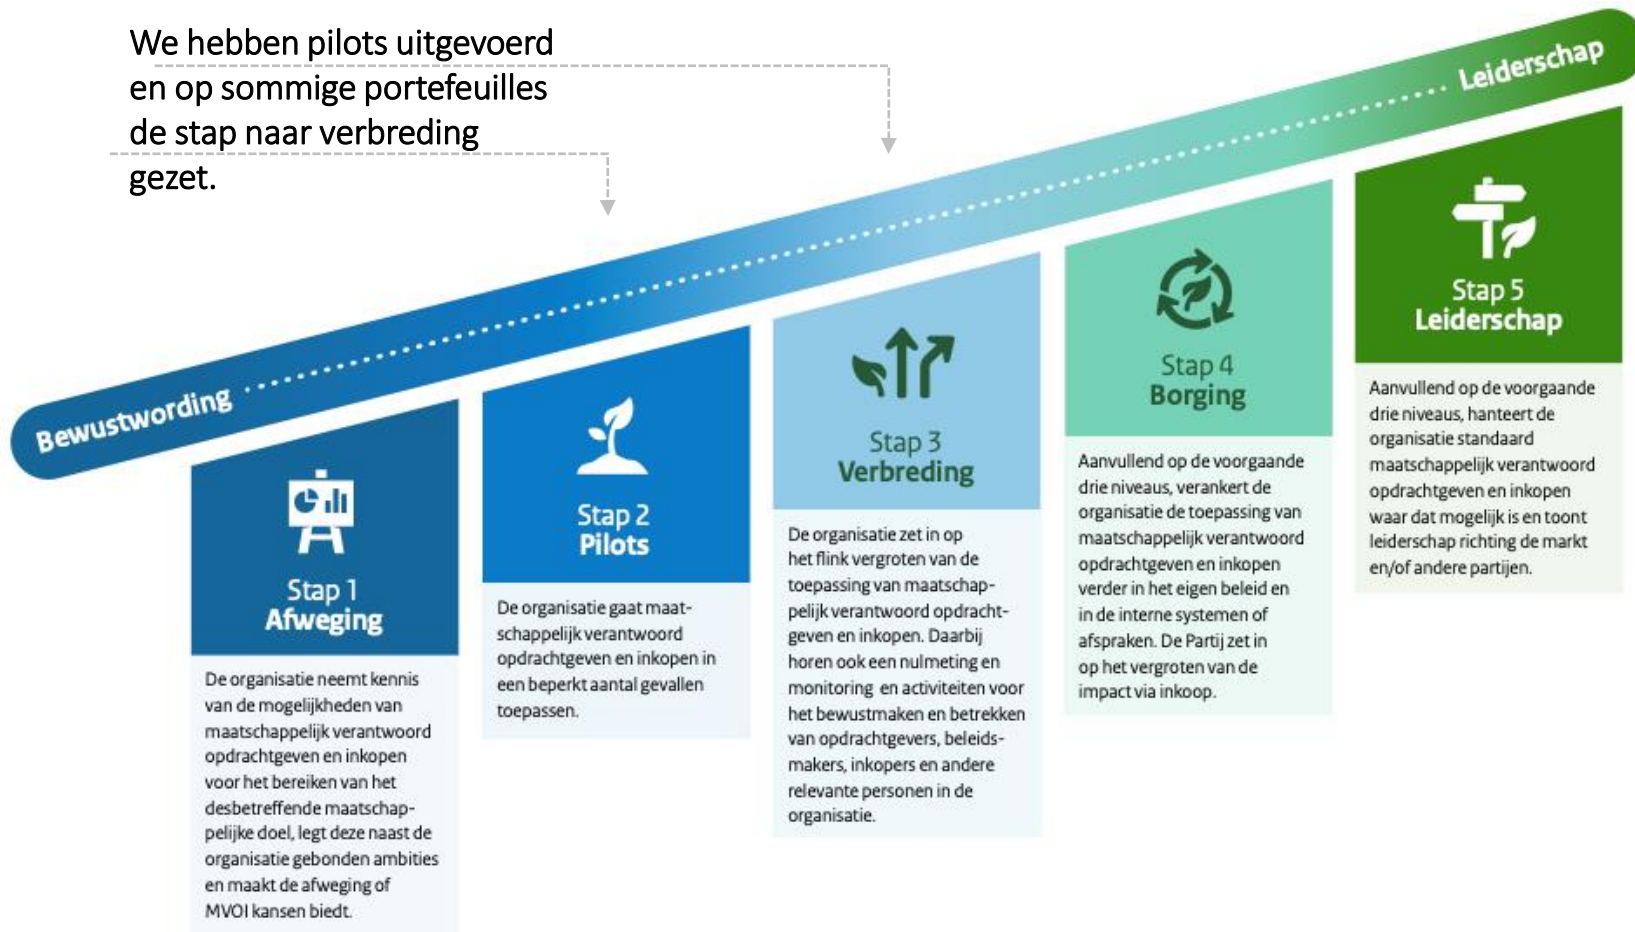 We hebben pilots uitgevoerd
en op sommige portefeuilles
de stap naar verbreding
gezet.
Bewustwording
Leiderschap
Stap 1
Afweging
De organisatie neemt kennis
van de mogelijkheden van
maatschappelijk verantwoord
opdrachtgeven en inkopen
voor het bereiken van het
desbetreffende maatschap-
pelijke doel, legt deze naast de
organisatie gebonden ambities
en maakt de afweging of
MVOI kansen biedt.
Stap 2
Pilots
De organisatie gaat maat-
schappelijk verantwoord
opdrachtgeven en inkopen in
een beperkt aantal gevallen
toepassen.
Stap 3
Verbreding
De organisatie zet in op
het flink vergroten van de
toepassing van maatschap-
pelijk verantwoord opdracht-
geven en inkopen. Daarbij
horen ook een nulmeting en
monitoring en activiteiten voor
het bewustmaken en betrekken
van opdrachtgevers, beleids-
makers, inkopers en andere
relevante personen in de
organisatie.
Stap 4
Borging
Aanvullend op de voorgaande
drie niveaus, verankert de
organisatie de toepassing van
maatschappelijk verantwoord
opdrachtgeven en inkopen
verder in het eigen beleid en
in de interne systemen of
afspraken. De Partij zet in
op het vergroten van de
impact via inkoop.
Stap 5
Leiderschap
Aanvullend op de voorgaande
drie niveaus, hanteert de
organisatie standaard
maatschappelijk verantwoord
opdrachtgeven en inkopen
waar dat mogelijk is en toont
leiderschap richting de markt
en/of andere partijen.